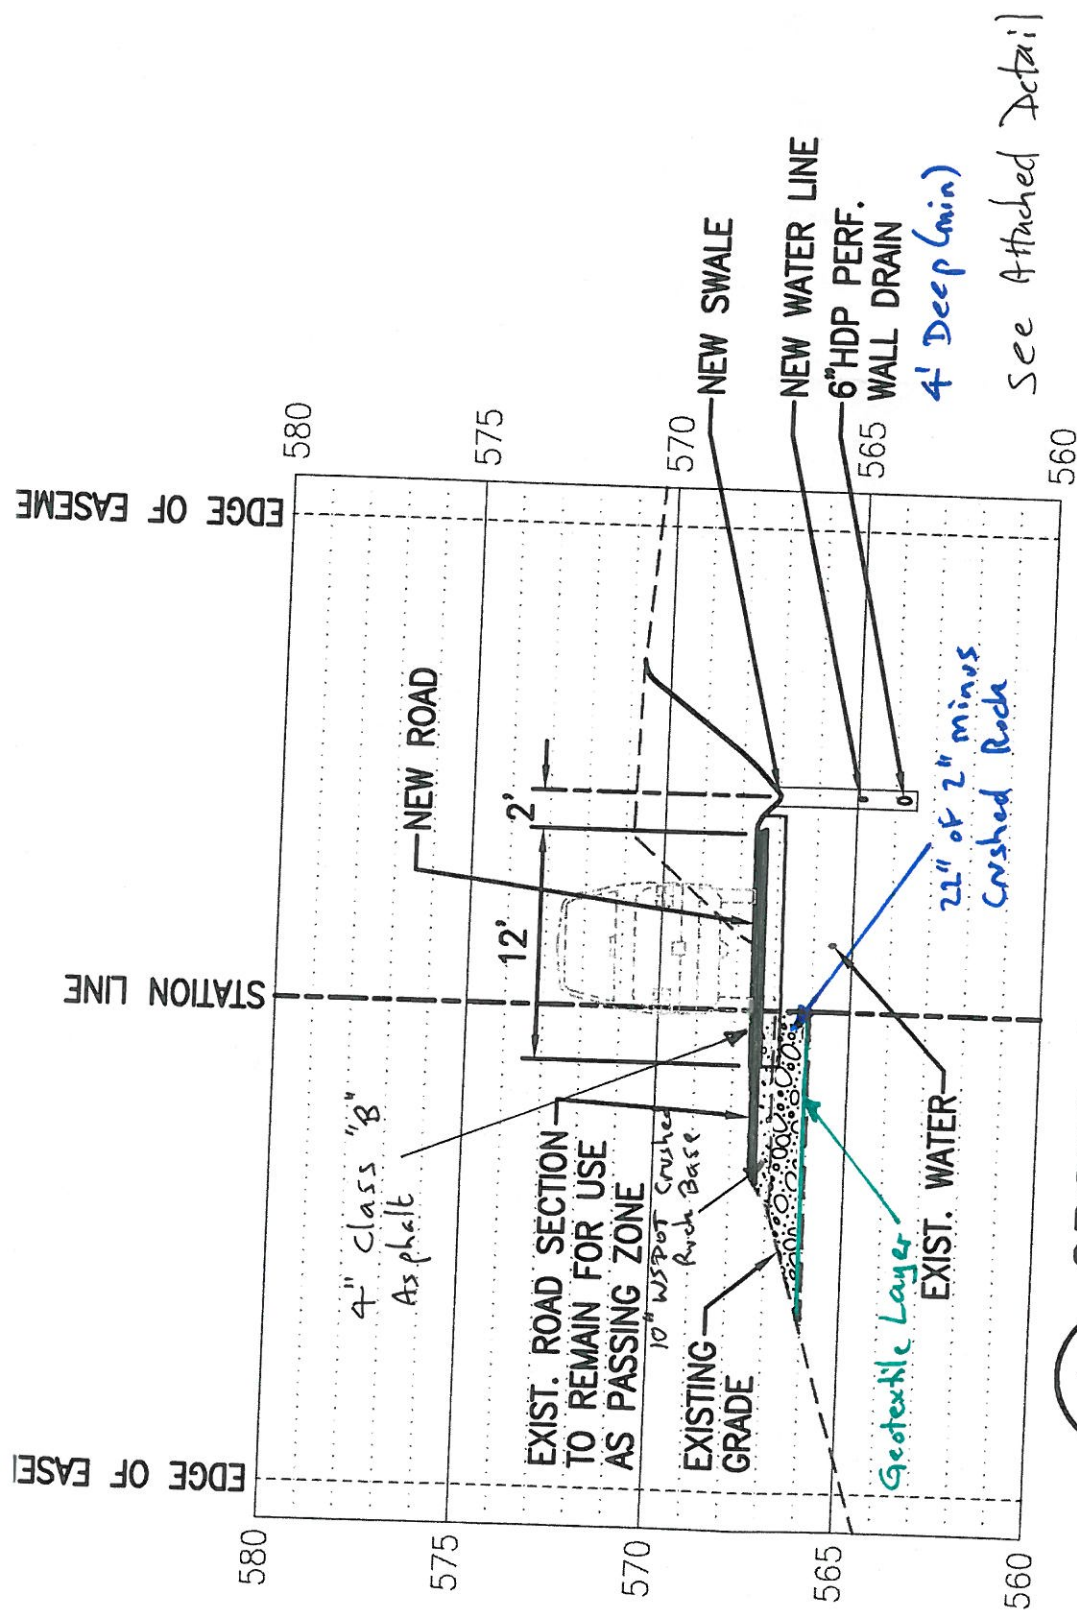 EDGE OF EASE
STATION LINE
EDGE OF EASEME
580
575
570
565
560
580
575
570
565
560
4" Class "B"
Asphalt
NEW ROAD
12'
2'
EXIST. ROAD SECTION
TO REMAIN FOR USE
AS PASSING ZONE
10" WSDOT Crushed
Rock Base
EXISTING
GRADE
Geotextile Layer
EXIST. WATER
22" of 2" minus
Crushed Rock
NEW SWALE
NEW WATER LINE
6"HDP PERF.
WALL DRAIN
4' Deep (min)
See Attached Detail